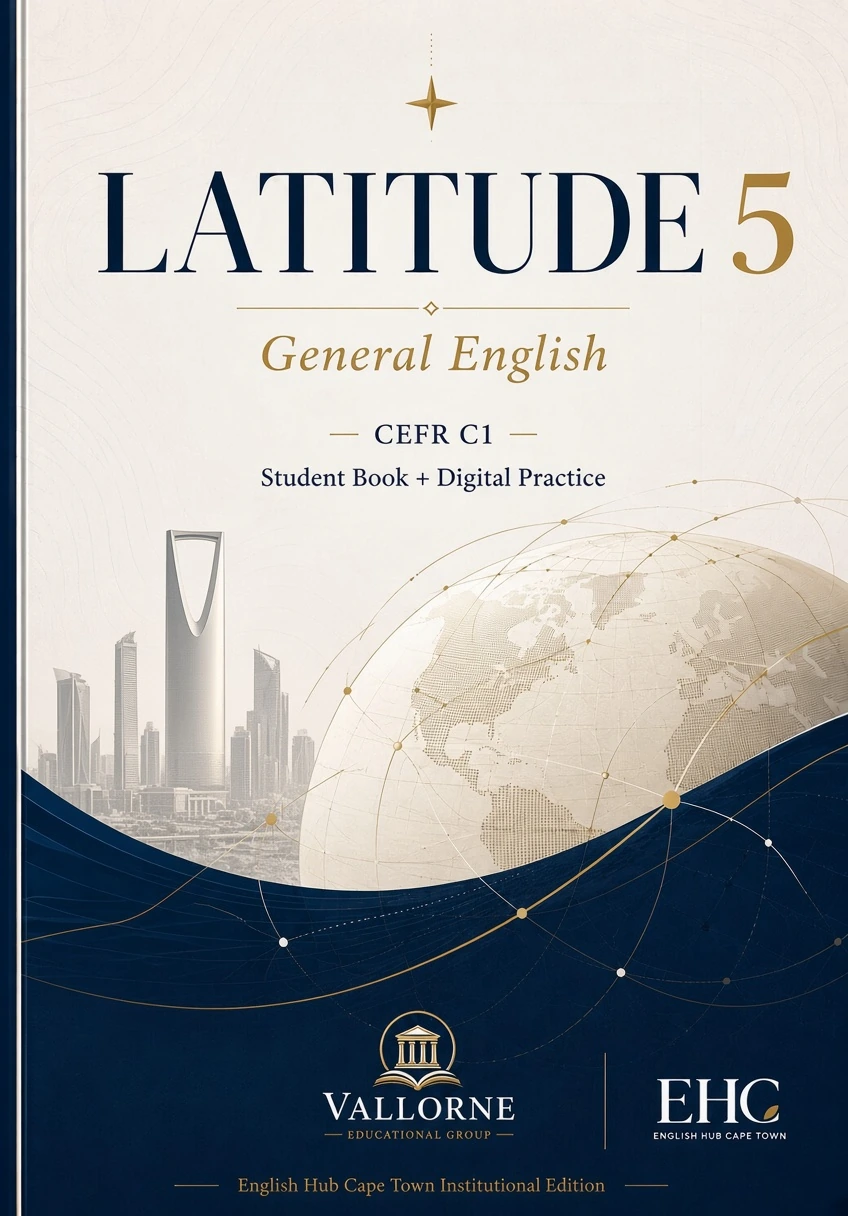 LATITUDE 5
General English
CEFR C1
Student Book + Digital Practice
VALLORNE
EDUCATIONAL GROUP
EHC
ENGLISH HUB CAPE TOWN
English Hub Cape Town Institutional Edition